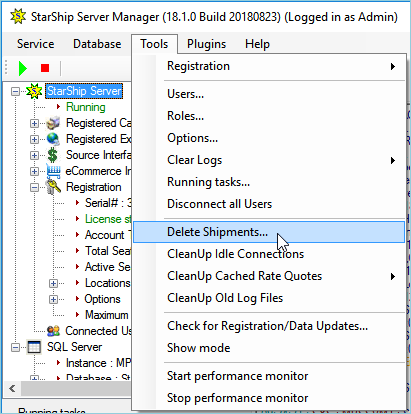 StarShip Server Manager (18.1.0 Build 20180823) (Logged in as Admin)
Service Database Tools Plugins Help
StarShip Server
Running
Registered Ca
Registered Ex
Source Interfa
eCommerce In
Registration
Serial# : 3
License st
Account
Total Seat
Active Se
Locations
Options
Maximum
Connected Us
SQL Server
Instance : MP
Database : St
Running tasks
Registration
Users...
Roles...
Options...
Clear Logs
Running tasks...
Disconnect all Users
Delete Shipments...
CleanUp Idle Connections
CleanUp Cached Rate Quotes
CleanUp Old Log Files
Check for Registration/Data Updates...
Show mode
Start performance monitor
Stop performance monitor